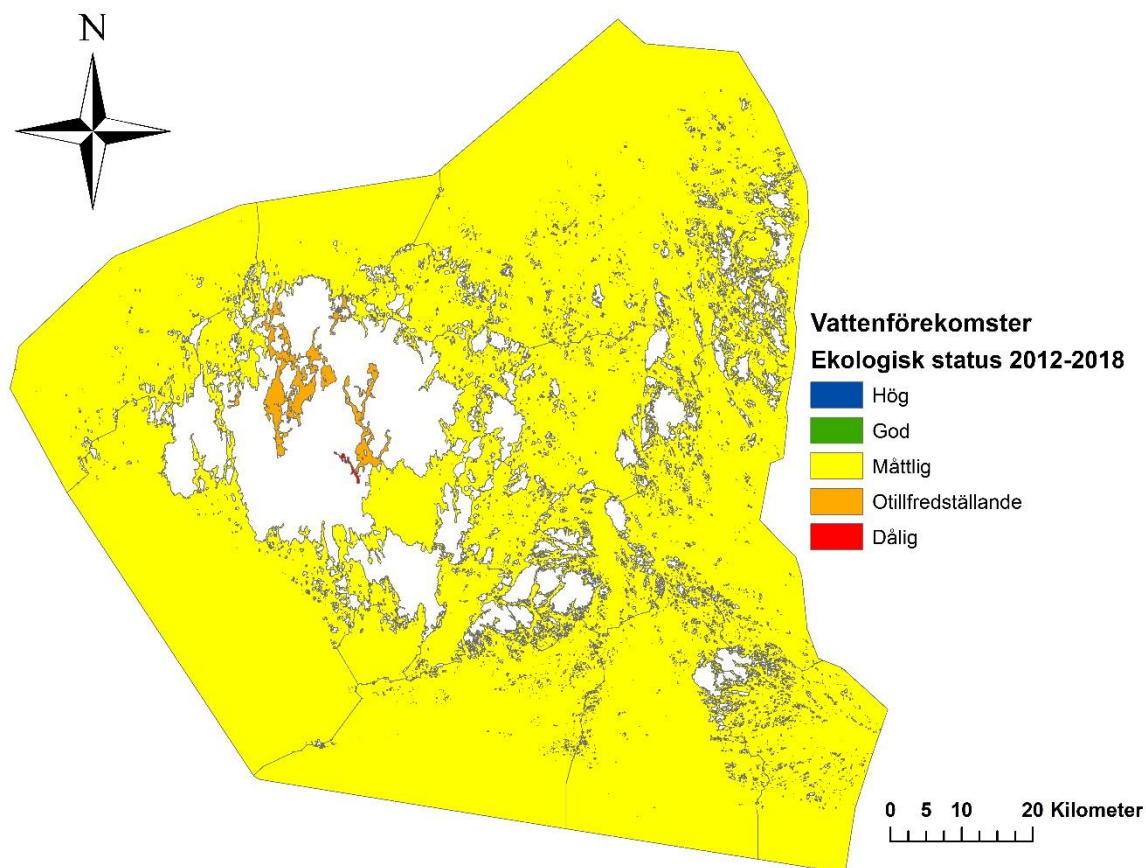 N
Vattenförekomster
Ekologisk status 2012-2018
Hög
God
Måttlig
Otillfredställande
Dålig
0 5 10 20 Kilometer